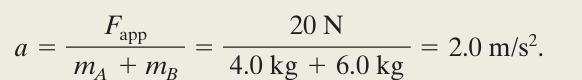 a = F_app / (m_A + m_B) = 20 N / (4.0 kg + 6.0 kg) = 2.0 m/s².